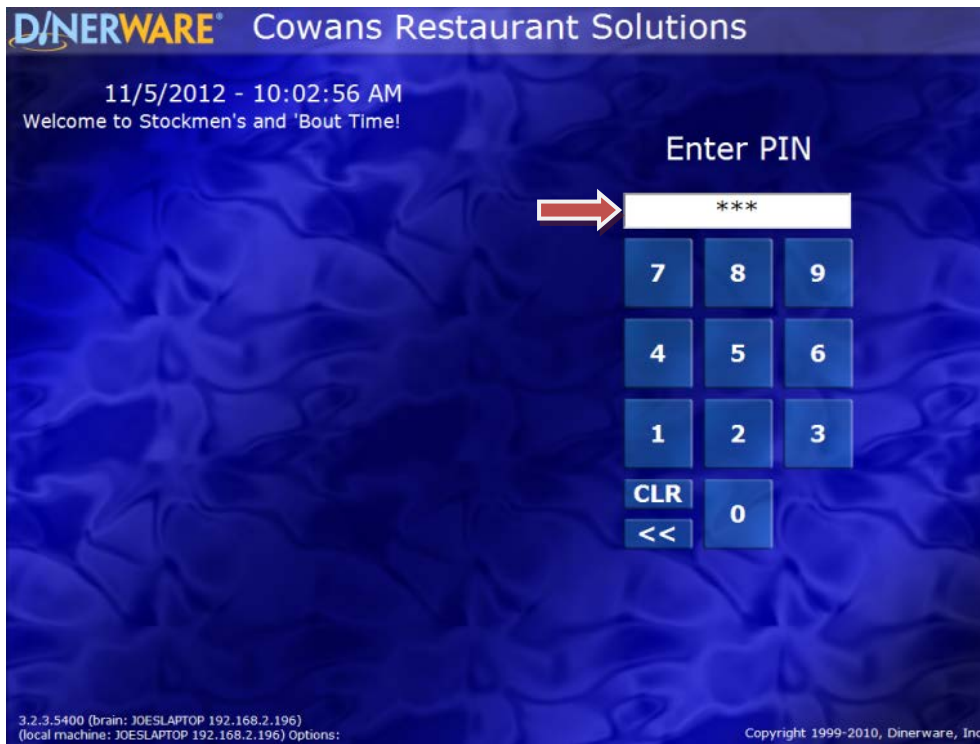 DINERWARE® Cowans Restaurant Solutions
11/5/2012 - 10:02:56 AM
Welcome to Stockmen's and 'Bout Time!
Enter PIN
***
7 8 9
4 5 6
1 2 3
CLR
0
<<
3.2.3.5400 (brain: JOESLAPTOP 192.168.2.196)
(local machine: JOESLAPTOP 192.168.2.196) Options:
Copyright 1999-2010, Dinerware, Inc